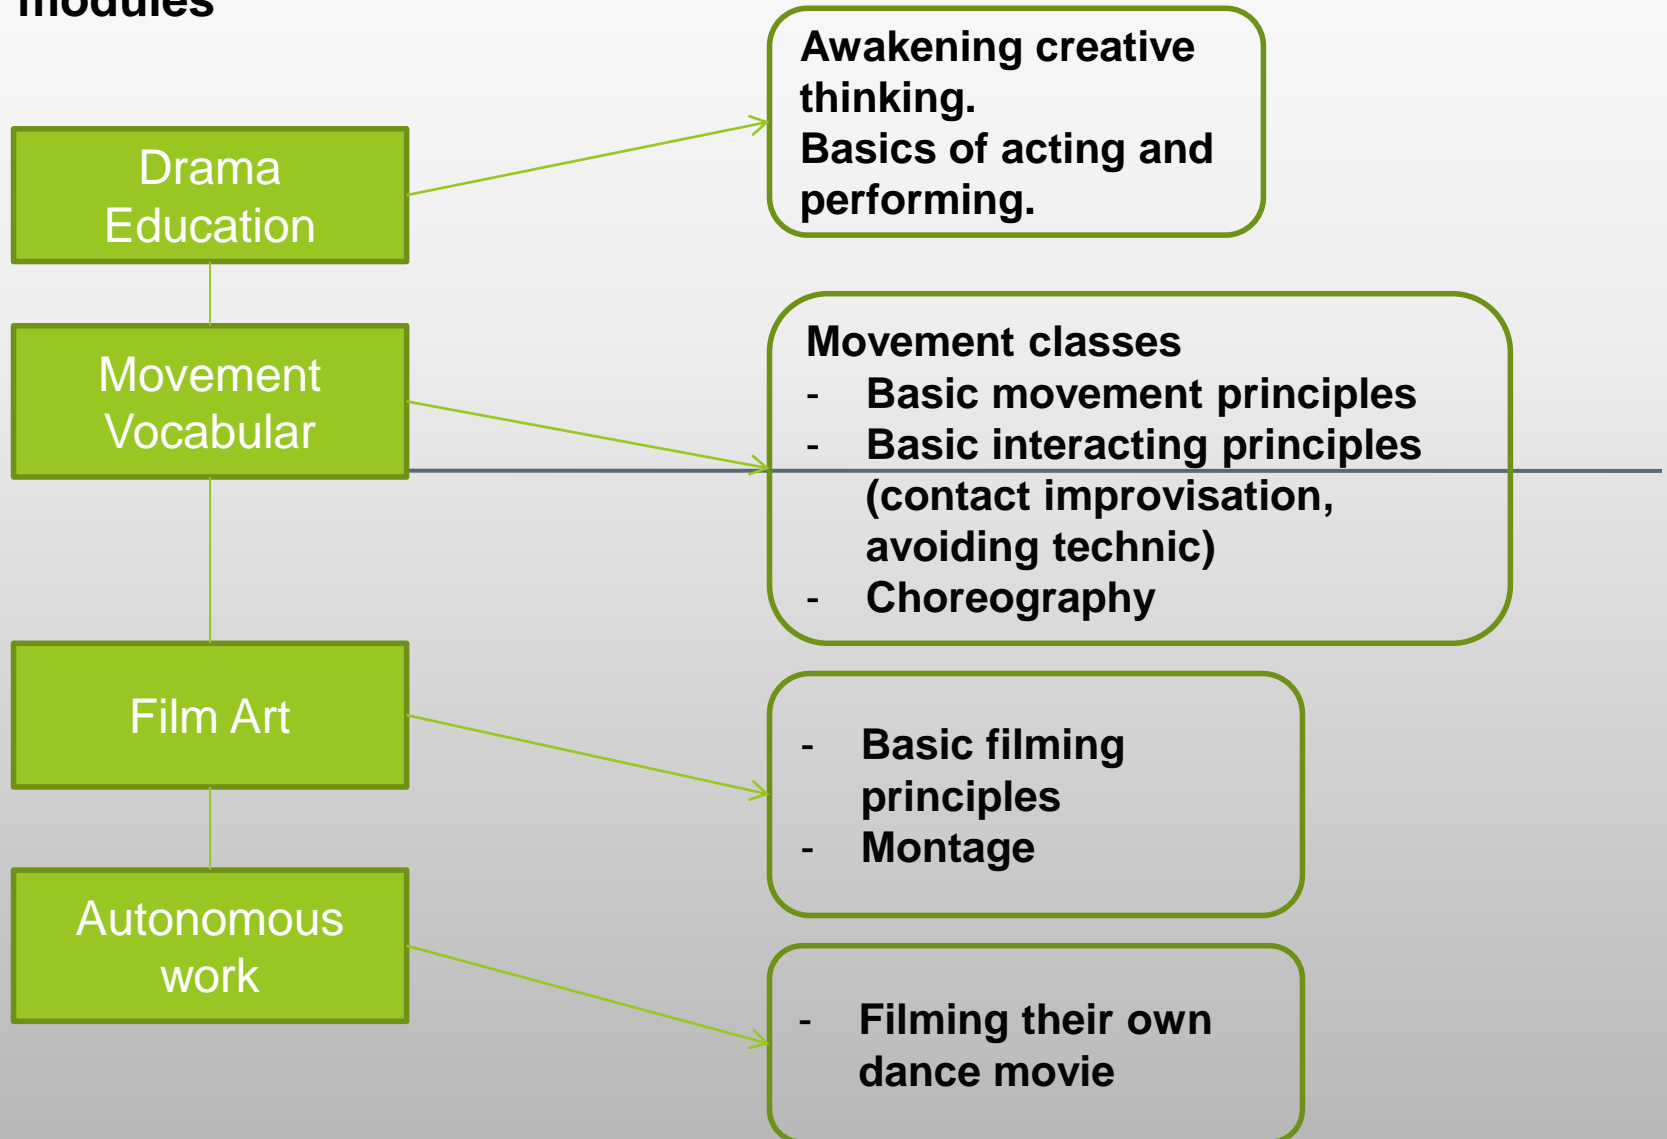 modules
Drama
Education
Awakening creative
thinking.
Basics of acting and
performing.
Movement
Vocabular
Movement classes
- Basic movement principles
- Basic interacting principles
(contact improvisation,
avoiding technic)
- Choreography
Film Art
- Basic filming
principles
- Montage
Autonomous
work
- Filming their own
dance movie